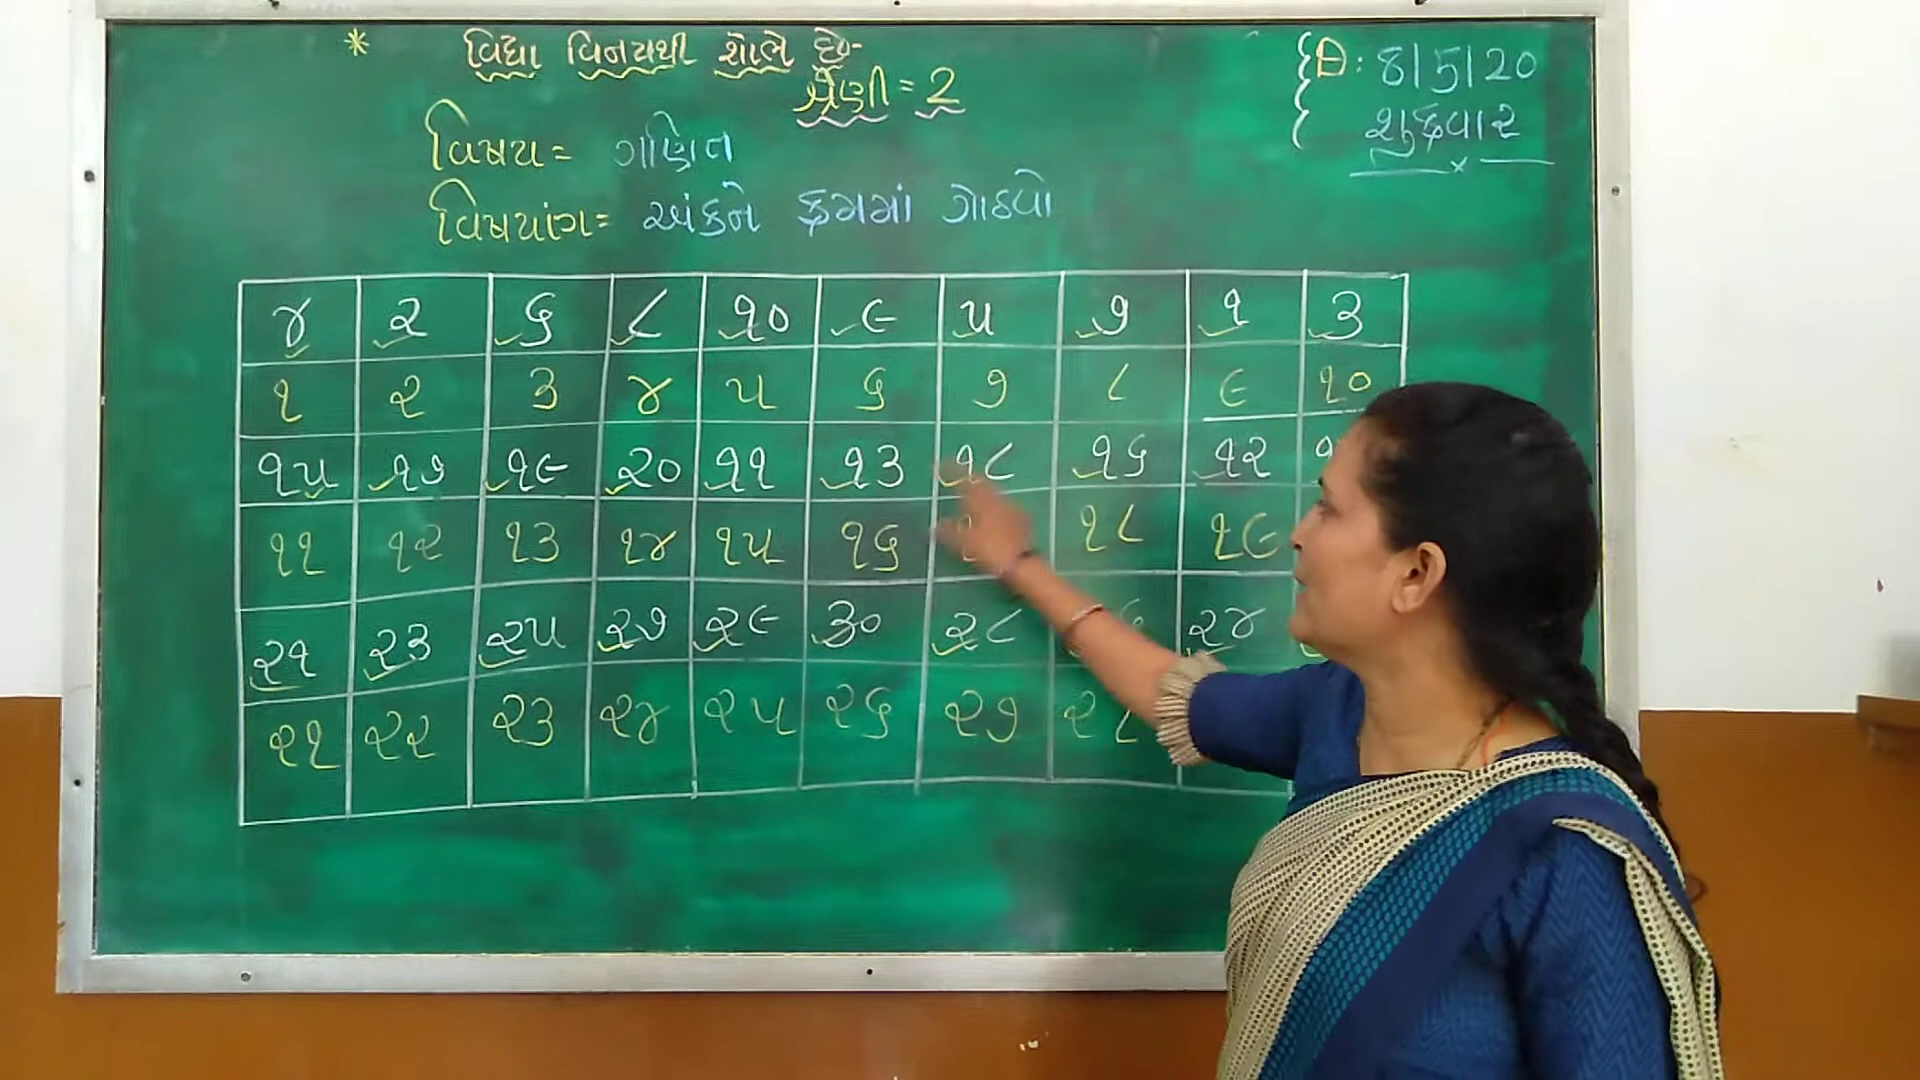 * વિદ્યા વિનયથી શોભે છે-
શ્રેણી = 2
D: 8/5/20
શુક્રવાર
વિષય = ગણિત
વિષયાંગ = અંકને ક્રમમાં ગોઠવો
૪ ૨ ૬ ૮ ૧૦ ૯ ૫ ૭ ૧ ૩
૧ ૨ ૩ ૪ ૫ ૬ ૭ ૮ ૯ ૧૦
૧૫ ૧૭ ૧૯ ૨૦ ૧૧ ૧૩ ૧૮ ૧૬ ૧૨
૧૧ ૧૨ ૧૩ ૧૪ ૧૫ ૧૬ ૧૮ ૧૯
૨૧ ૨૩ ૨૫ ૨૭ ૨૯ ૩૦ ૨૮ ૨૪
૨૧ ૨૨ ૨૩ ૨૪ ૨૫ ૨૬ ૨૭ ૨૮